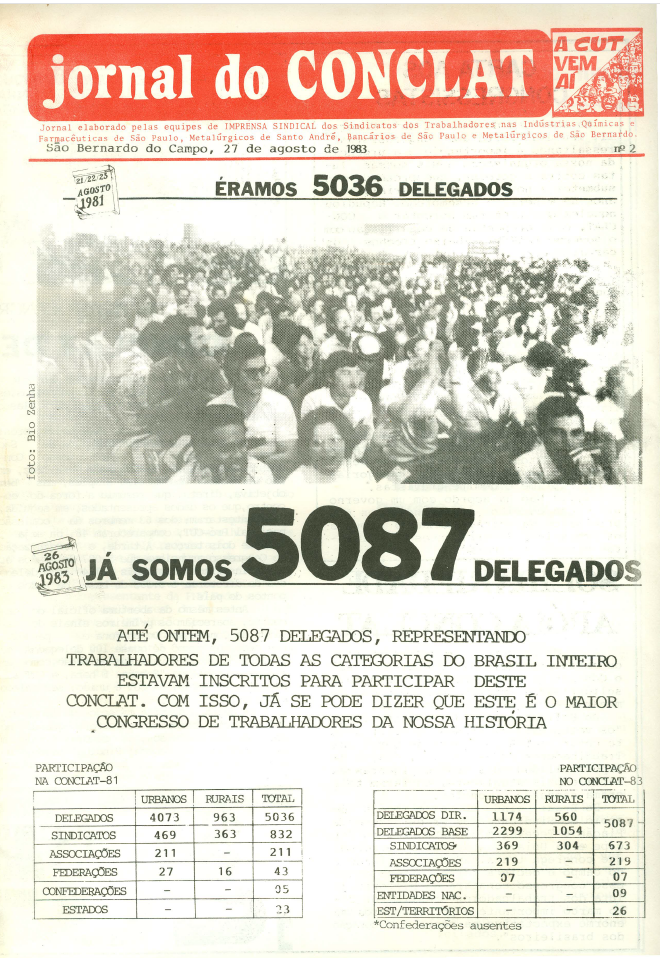 jornal do CONCLAT
A CUT
VEM
AÍ
Jornal elaborado pelas equipes de IMPRENSA SINDICAL dos Sindicatos dos Trabalhadores nas Indústrias Químicas e
Farmacêuticas de São Paulo, Metalúrgicos de Santo André, Bancários de São Paulo e Metalúrgicos de São Bernardo.
São Bernardo do Campo, 27 de agosto de 1983 nº 2
21/22/23
AGOSTO
1981
ÉRAMOS 5036 DELEGADOS
foto: Bio Zenha
26
AGOSTO
1983
JÁ SOMOS 5087 DELEGADOS
ATÉ ONTEM, 5087 DELEGADOS, REPRESENTANDO
TRABALHADORES DE TODAS AS CATEGORIAS DO BRASIL INTEIRO
ESTAVAM INSCRITOS PARA PARTICIPAR DESTE
CONCLAT. COM ISSO, JÁ SE PODE DIZER QUE ESTE É O MAIOR
CONGRESSO DE TRABALHADORES DA NOSSA HISTÓRIA
PARTICIPAÇÃO
NA CONCLAT-81
URBANOS RURAIS TOTAL
DELEGADOS 4073 963 5036
SINDICATOS 469 363 832
ASSOCIAÇÕES 211 - 211
FEDERAÇÕES 27 16 43
CONFEDERAÇÕES - - 05
ESTADOS - - 23
PARTICIPAÇÃO
NO CONCLAT-83
URBANOS RURAIS TOTAL
DELEGADOS DIR. 1174 560 5087
DELEGADOS BASE 2299 1054
SINDICATOS* 369 304 673
ASSOCIAÇÕES 219 - 219
FEDERAÇÕES 07 - 07
ENTIDADES NAC. - - 09
EST/TERRITÓRIOS - - 26
*Confederações ausentes